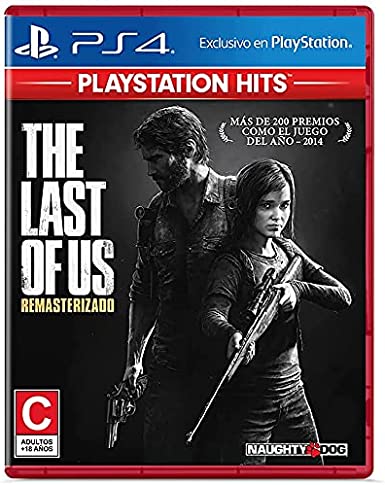 PS4
Exclusivo en PlayStation.
PLAYSTATION HITS™
MÁS DE 200 PREMIOS
COMO EL JUEGO
DEL AÑO – 2014
THE
LAST
OF US
REMASTERIZADO
C
ADULTOS
+18 AÑOS
NAUGHTY DOG